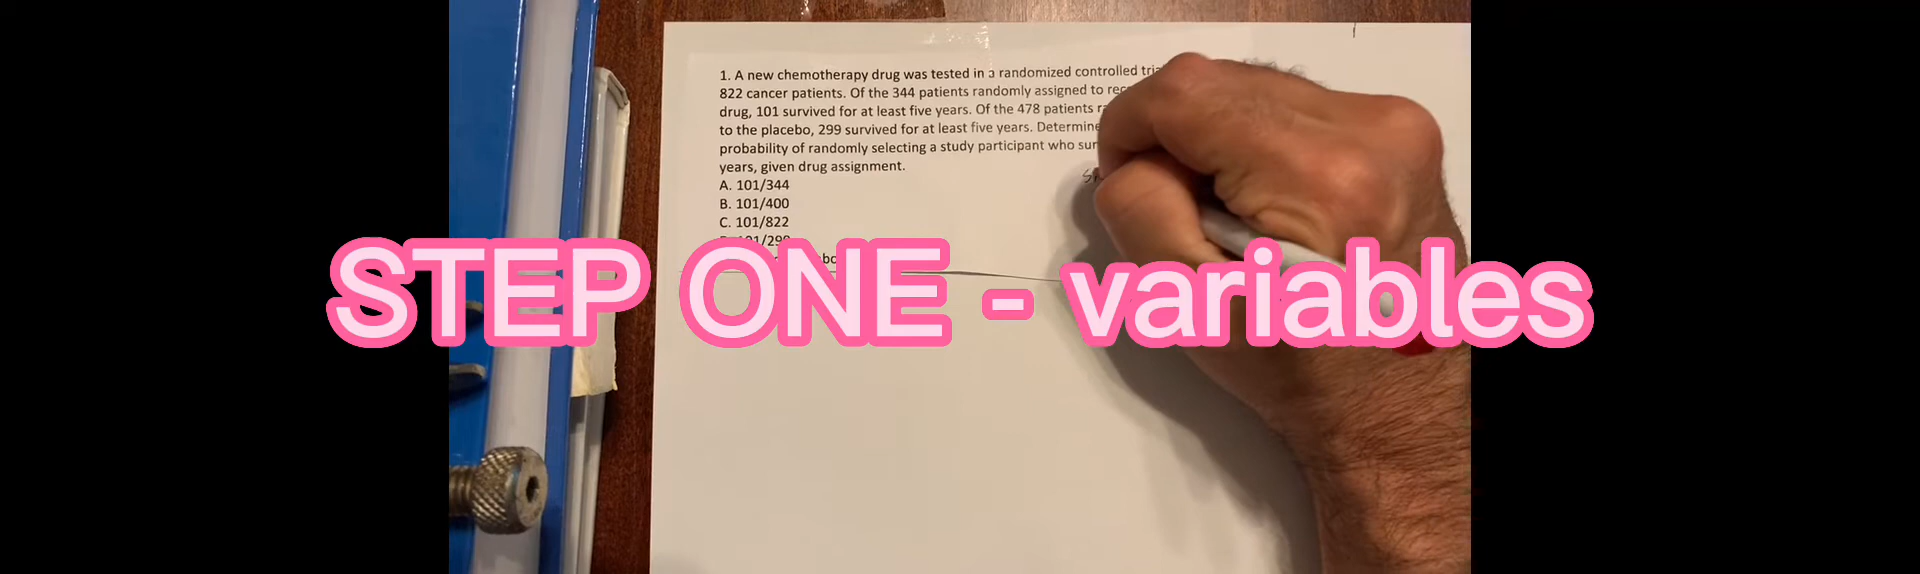 1. A new chemotherapy drug was tested in a randomized controlled
822 cancer patients. Of the 344 patients randomly assigned to
drug, 101 survived for at least five years. Of the 478 patients
to the placebo, 299 survived for at least five years. Determine
probability of randomly selecting a study participant who
years, given drug assignment.
A. 101/344
B. 101/400
C. 101/822
STEP ONE - variables